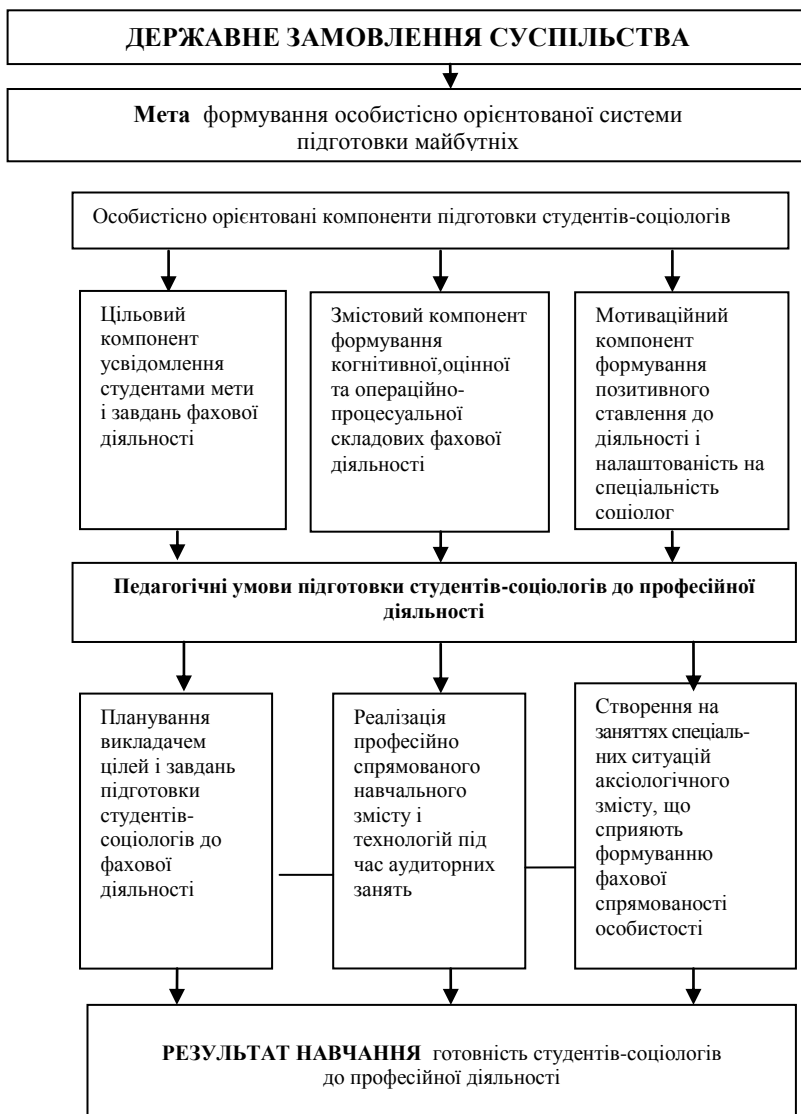 ДЕРЖАВНЕ ЗАМОВЛЕННЯ СУСПІЛЬСТВА
Мета формування особистісно орієнтованої системи
підготовки майбутніх
Особистісно орієнтовані компоненти підготовки студентів-соціологів
Цільовий
компонент
усвідомлення
студентами мети
і завдань фахової
діяльності
Змістовий компонент
формування
когнітивної,оцінної
та операційно-
процесуальної
складових фахової
діяльності
Мотиваційний
компонент
формування
позитивного
ставлення до
діяльності і
налаштованість на
спеціальність
соціолог
Педагогічні умови підготовки студентів-соціологів до професійної
діяльності
Планування
викладачем
цілей і завдань
підготовки
студентів-
соціологів до
фахової
діяльності
Реалізація
професійно
спрямованого
навчального
змісту і
технологій під
час аудиторних
занять
Створення на
заняттях спеціаль-
них ситуацій
аксіологічного
змісту, що
сприяють
формуванню
фахової
спрямованості
особистості
РЕЗУЛЬТАТ НАВЧАННЯ готовність студентів-соціологів
до професійної діяльності